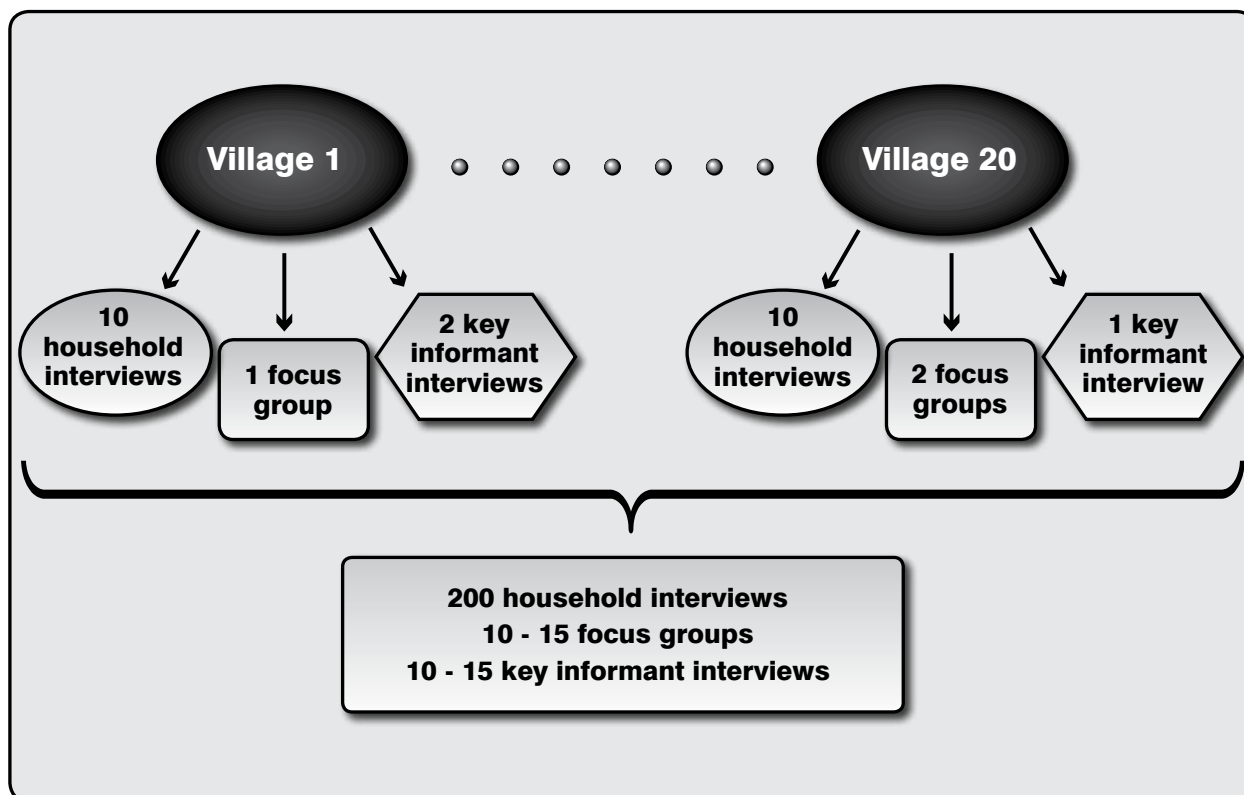 Village 1
Village 20
10
household
interviews
1 focus
group
2 key
informant
interviews
10
household
interviews
2 focus
groups
1 key
informant
interview
200 household interviews
10 - 15 focus groups
10 - 15 key informant interviews